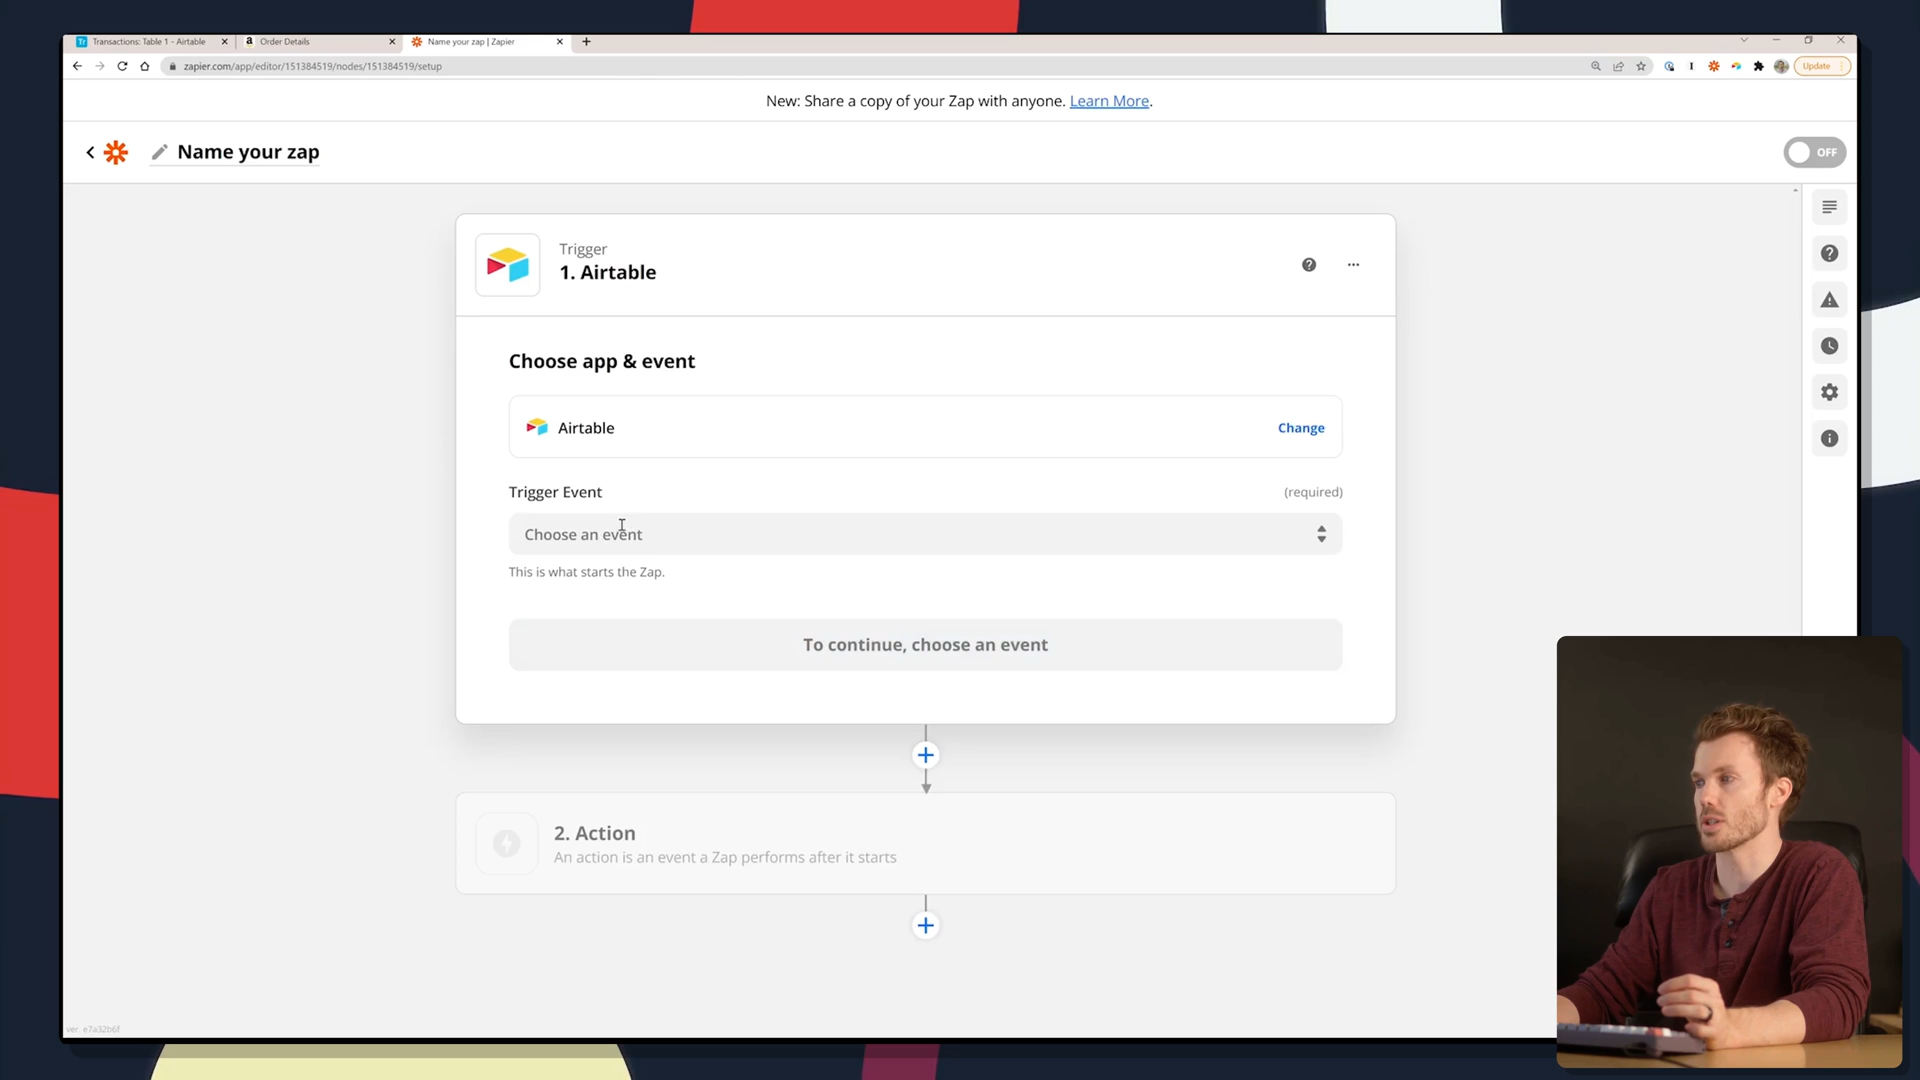 Transactions: Table 1 - Airtable
Order Details
Name your zap | Zapier
zapier.com/app/editor/151384519/nodes/151384519/setup
Update
New: Share a copy of your Zap with anyone. Learn More.
Name your zap
OFF
Trigger
1. Airtable
Choose app & event
Airtable
Change
Trigger Event
(required)
Choose an event
This is what starts the Zap.
To continue, choose an event
2. Action
An action is an event a Zap performs after it starts
ver. e7a32b6f